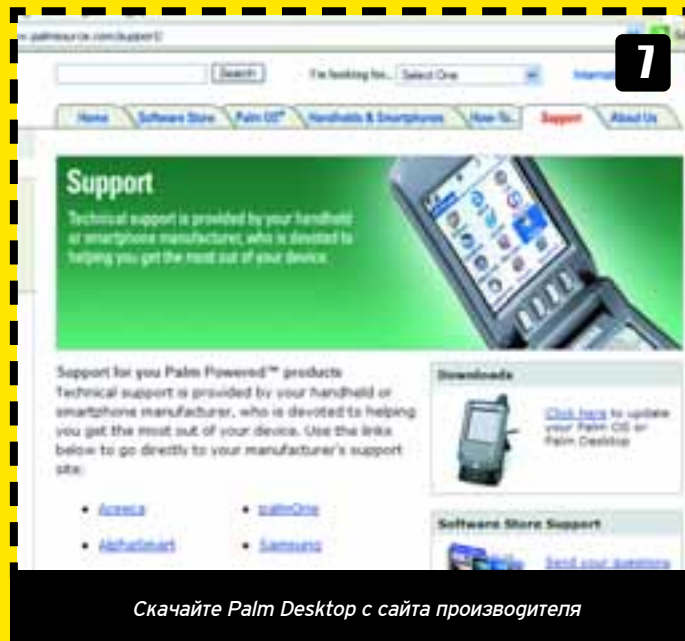 palmsource.com/support/
7
Search I'm looking for... Select One
Home Software Store Palm OS® Handhelds & Smartphones How-To... Support About Us
Support
Technical support is provided by your handheld
or smartphone manufacturer, who is devoted to
helping you get the most out of your device
Support for you Palm Powered™ products
Technical support is provided by your handheld or
smartphone manufacturer, who is devoted to helping
you get the most out of your device. Use the links
below to go directly to your manufacturer's support
site:
• Aceeca
• palmOne
• AlphaSmart
• Samsung
Downloads
Click here to update
your Palm OS or
Palm Desktop
Software Store Support
Send your questions
Скачайте Palm Desktop с сайта производителя